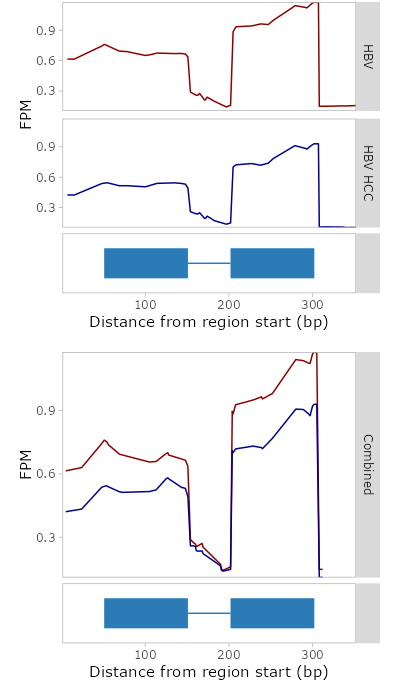 0.9
0.6
0.3
HBV
FPM
0.9
0.6
0.3
HBV HCC
100
200
300
Distance from region start (bp)
0.9
0.6
0.3
FPM
Combined
100
200
300
Distance from region start (bp)